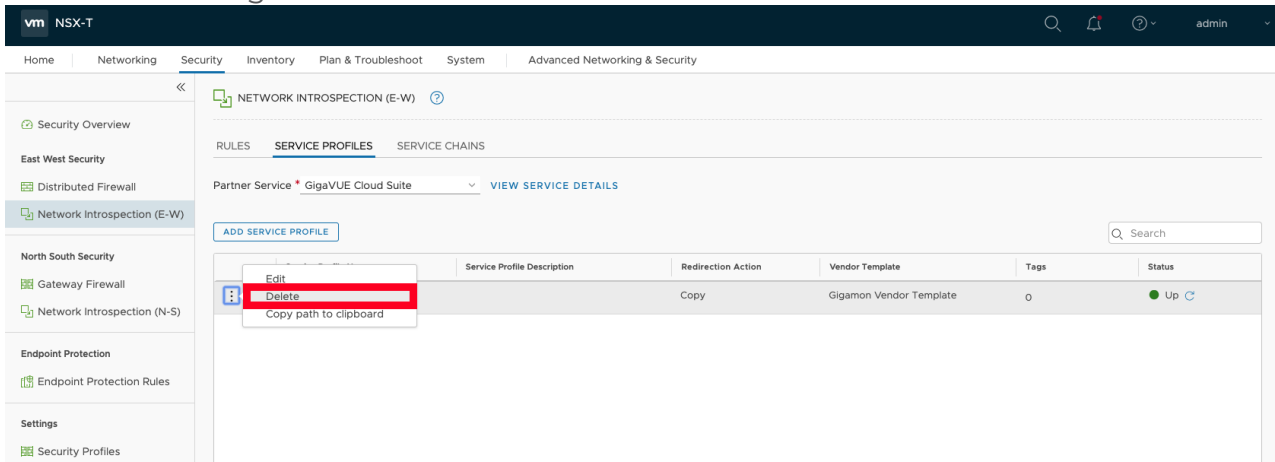 vm NSX-T admin
Home Networking Security Inventory Plan & Troubleshoot System Advanced Networking & Security
NETWORK INTROSPECTION (E-W)
Security Overview
RULES SERVICE PROFILES SERVICE CHAINS
East West Security
Distributed Firewall
Partner Service * GigaVUE Cloud Suite VIEW SERVICE DETAILS
Network Introspection (E-W)
ADD SERVICE PROFILE Search
North South Security
Service Profile Description Redirection Action Vendor Template Tags Status
Edit
Gateway Firewall
Delete Copy Gigamon Vendor Template 0 Up
Network Introspection (N-S)
Copy path to clipboard
Endpoint Protection
Endpoint Protection Rules
Settings
Security Profiles